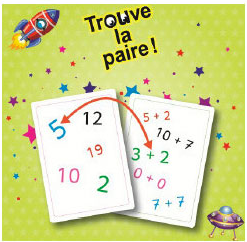 Trouve
la
paire !
5 12
19
10 2
5 + 2
10 + 7
3 + 2
0 + 0
7 + 7